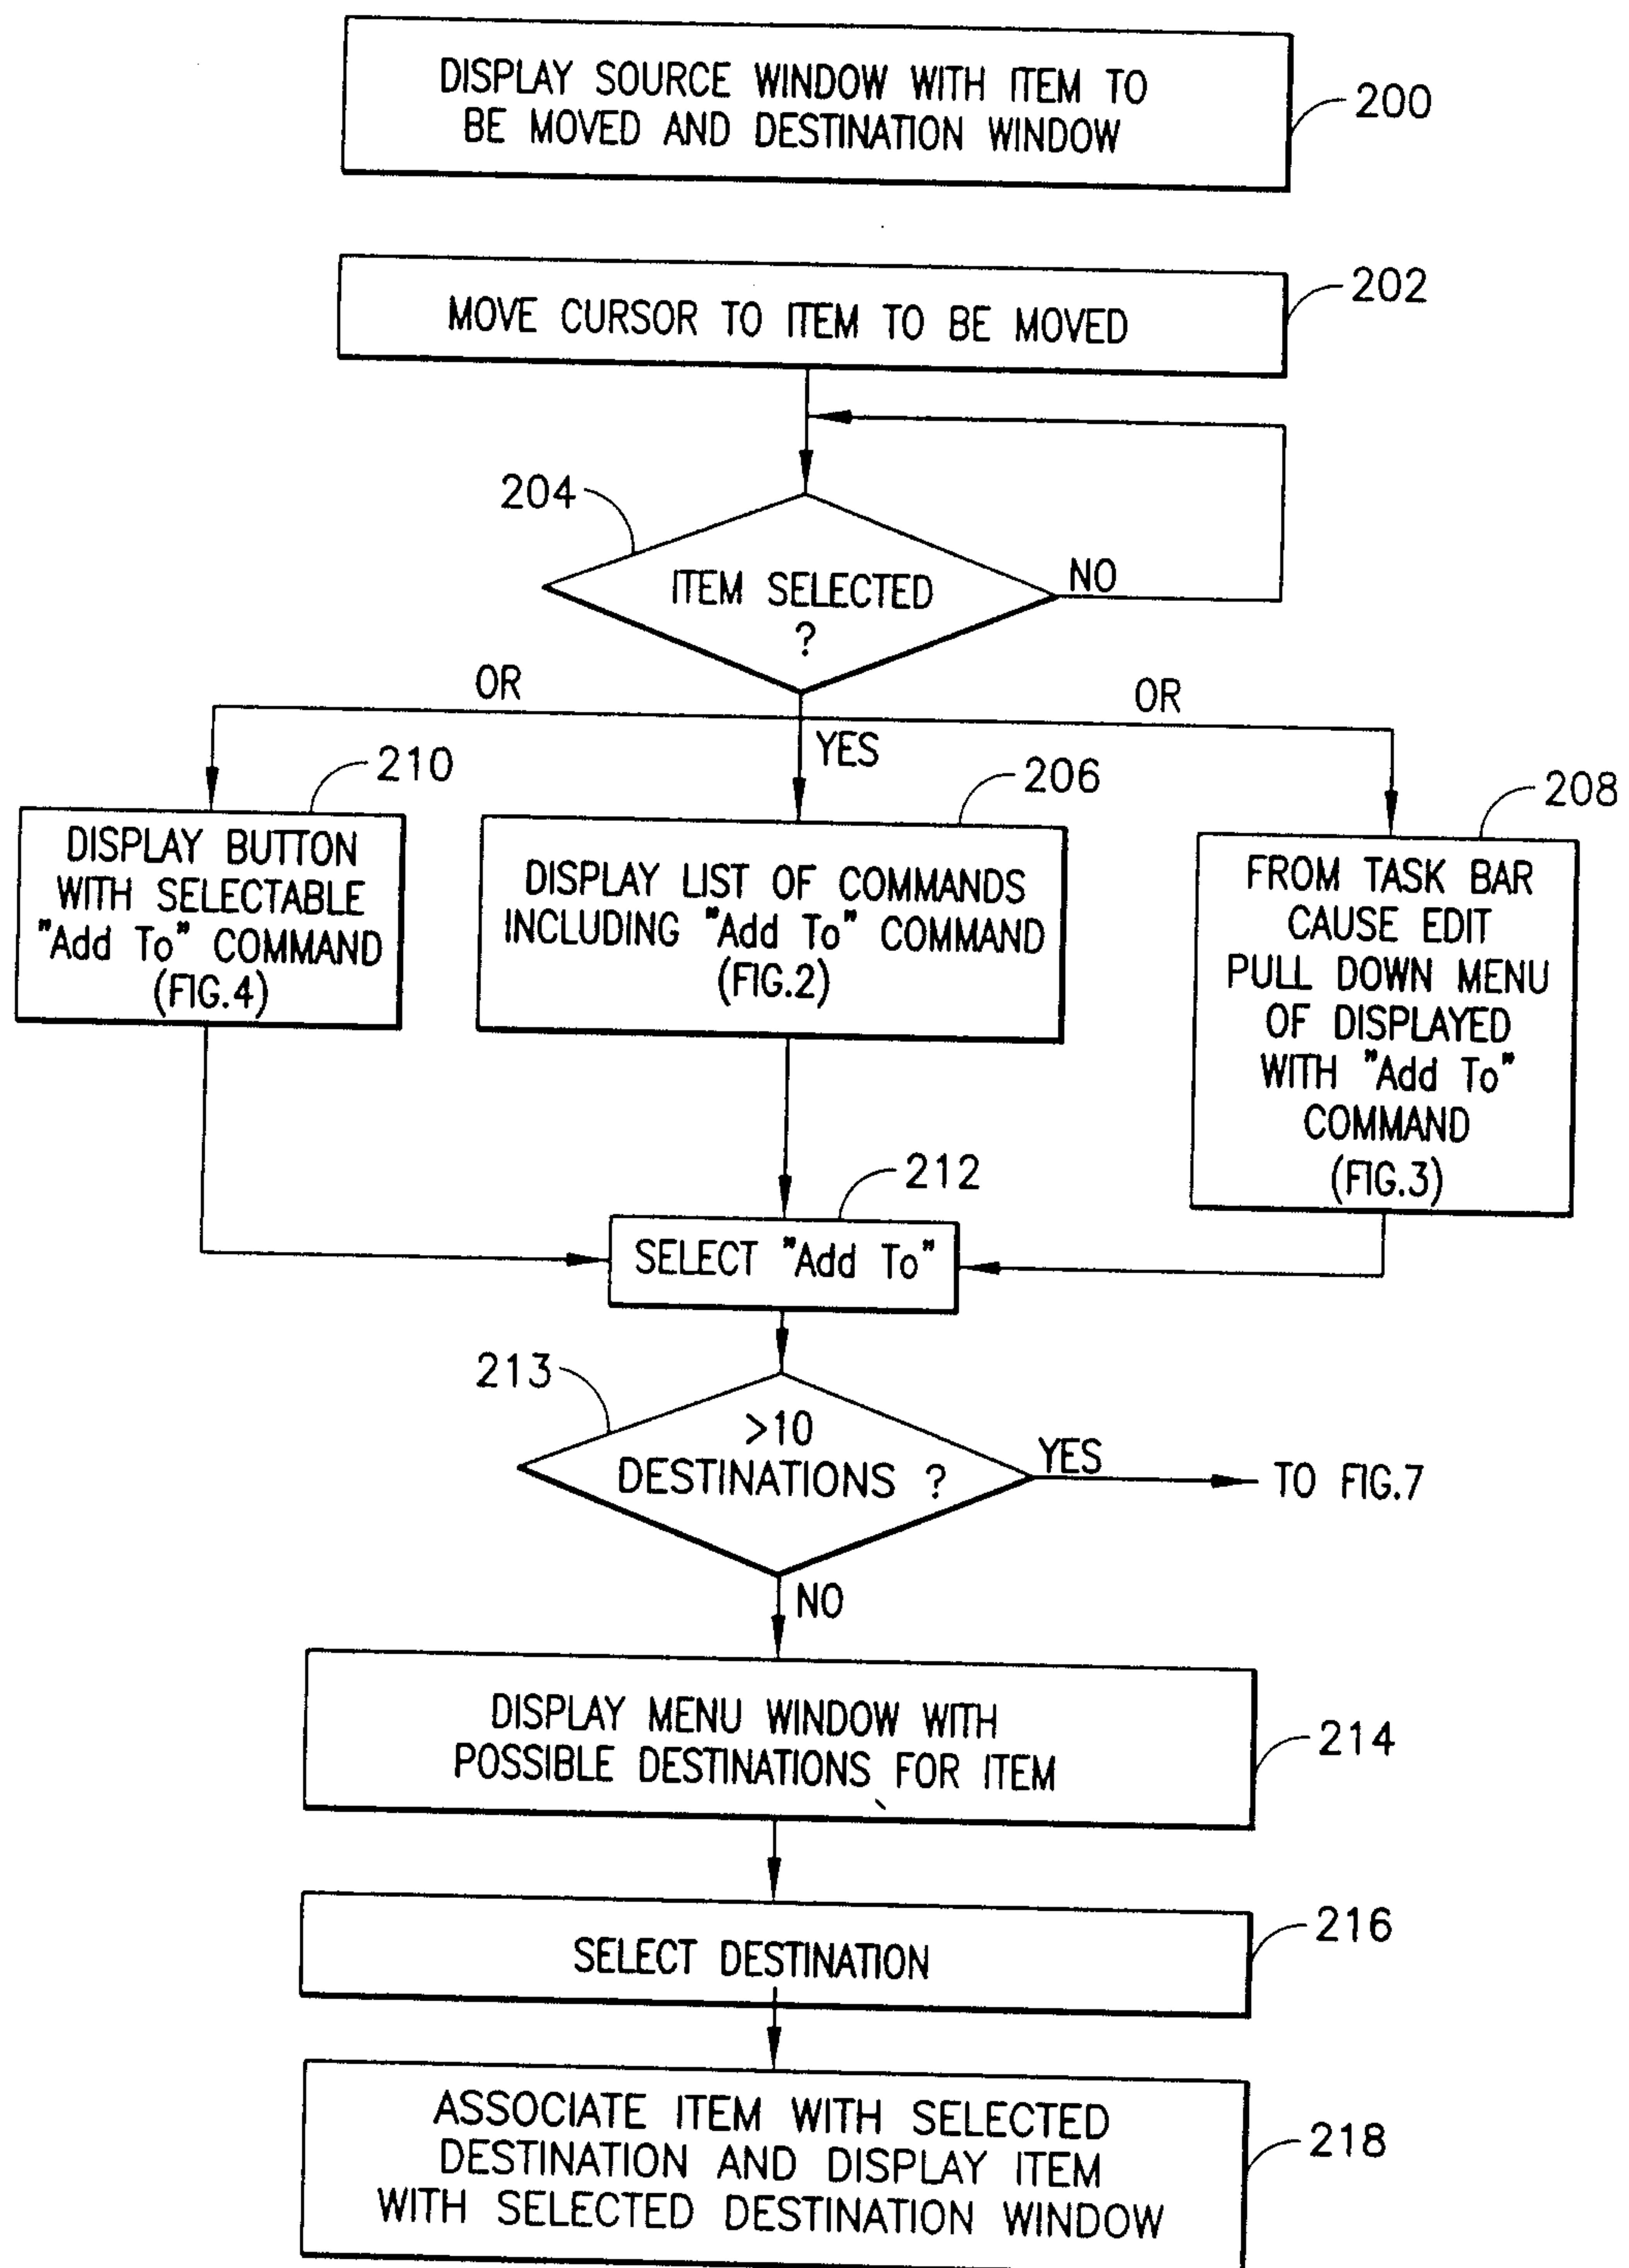 DISPLAY SOURCE WINDOW WITH ITEM TO
BE MOVED AND DESTINATION WINDOW
200
MOVE CURSOR TO ITEM TO BE MOVED
202
204
ITEM SELECTED
?
NO
OR
YES
OR
210
DISPLAY BUTTON
WITH SELECTABLE
"Add To" COMMAND
(FIG.4)
206
DISPLAY LIST OF COMMANDS
INCLUDING "Add To" COMMAND
(FIG.2)
208
FROM TASK BAR
CAUSE EDIT
PULL DOWN MENU
OF DISPLAYED
WITH "Add To"
COMMAND
(FIG.3)
212
SELECT "Add To"
213
>10
DESTINATIONS ?
YES
TO FIG.7
NO
DISPLAY MENU WINDOW WITH
POSSIBLE DESTINATIONS FOR ITEM
214
SELECT DESTINATION
216
ASSOCIATE ITEM WITH SELECTED
DESTINATION AND DISPLAY ITEM
WITH SELECTED DESTINATION WINDOW
218